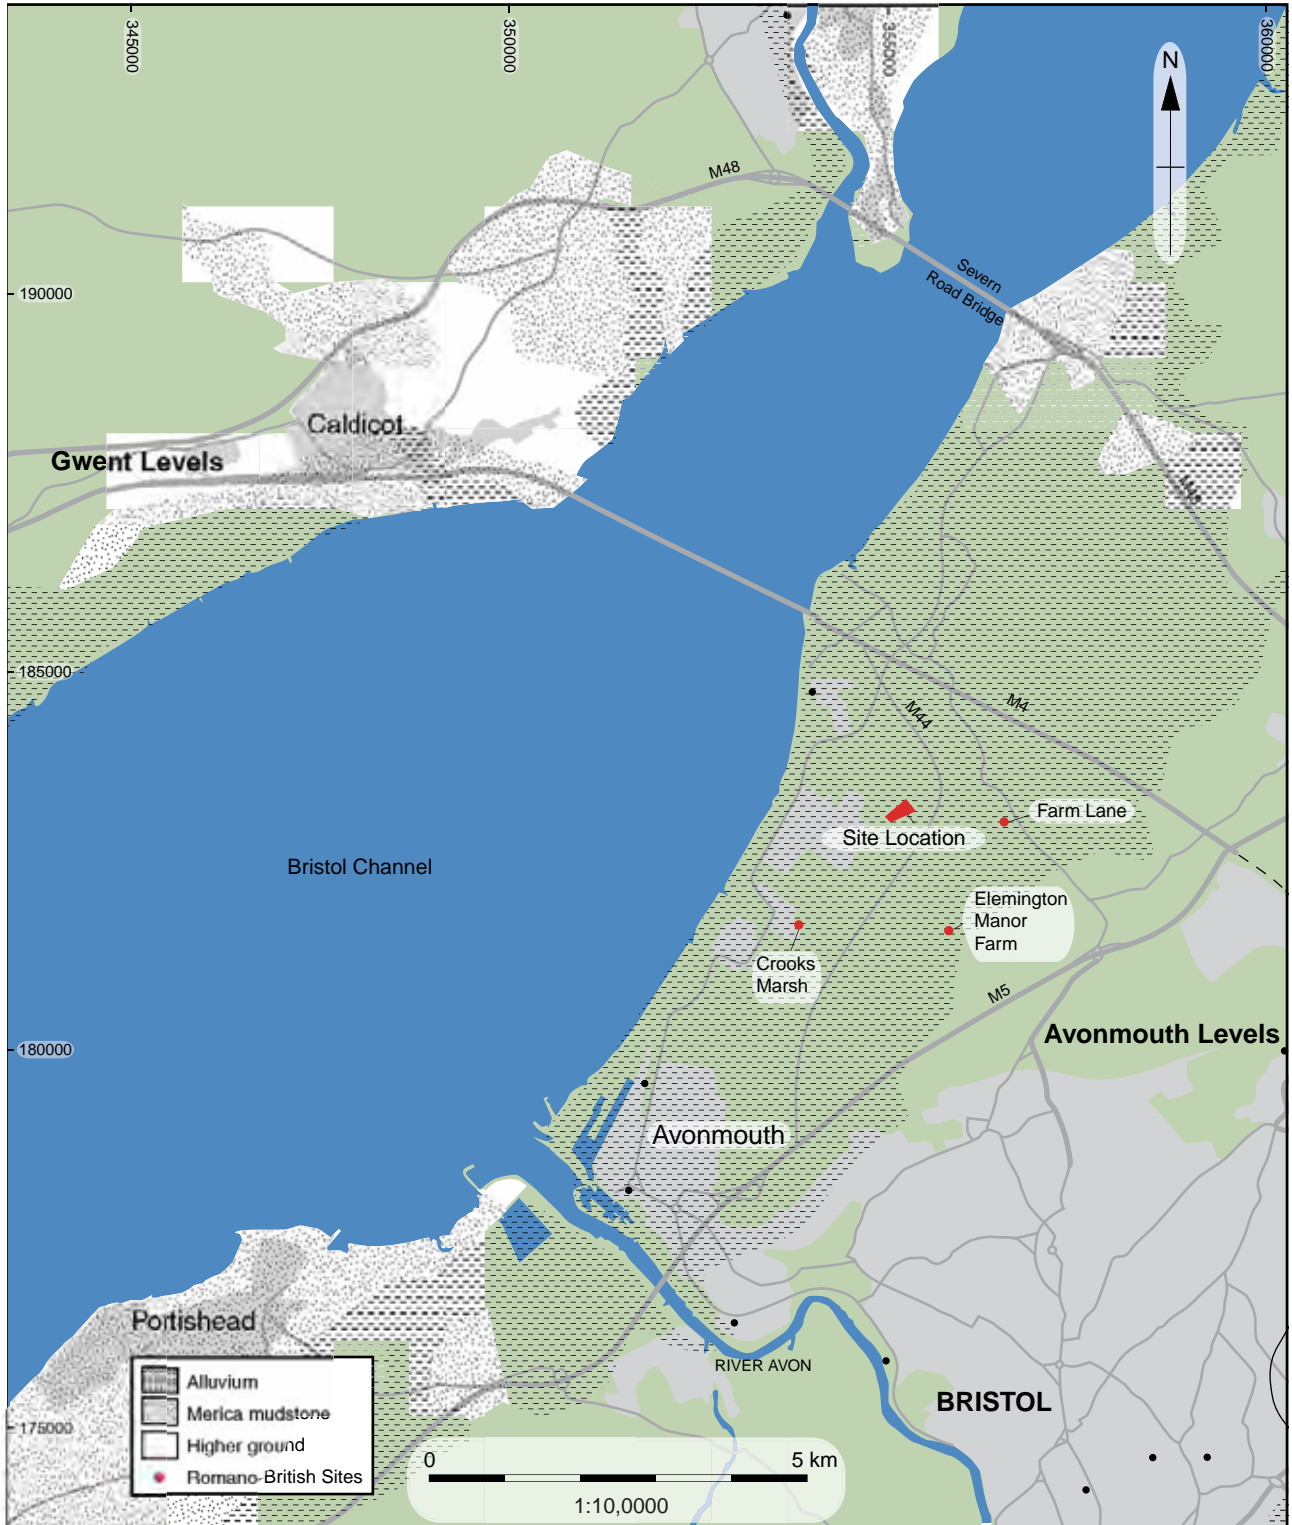 345000
350000
355000
360000
N
M48
Severn
Road Bridge
190000
Caldicot
Gwent Levels
185000
M4
M44
Farm Lane
Site Location
Bristol Channel
Elemington
Manor
Farm
Crooks
Marsh
M5
Avonmouth Levels
180000
Avonmouth
Portishead
RIVER AVON
BRISTOL
Alluvium
Merica mudstone
Higher ground
Romano-British Sites
175000
0 5 km
1:10,0000